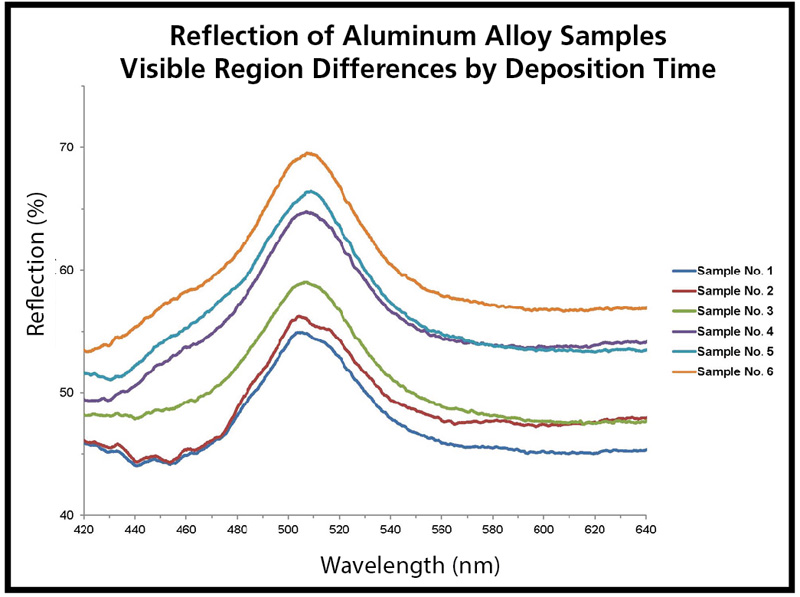 Reflection of Aluminum Alloy Samples
Visible Region Differences by Deposition Time
Reflection (%)
70
60
50
40
420 440 460 480 500 520 540 560 580 600 620 640
Wavelength (nm)
Sample No. 1
Sample No. 2
Sample No. 3
Sample No. 4
Sample No. 5
Sample No. 6